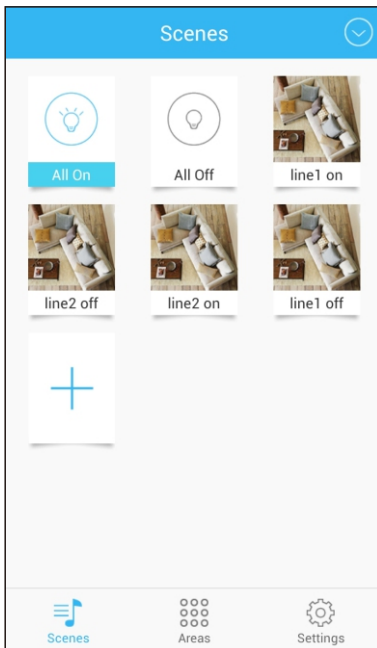 Scenes
All On
All Off
line1 on
line2 off
line2 on
line1 off
Scenes
Areas
Settings